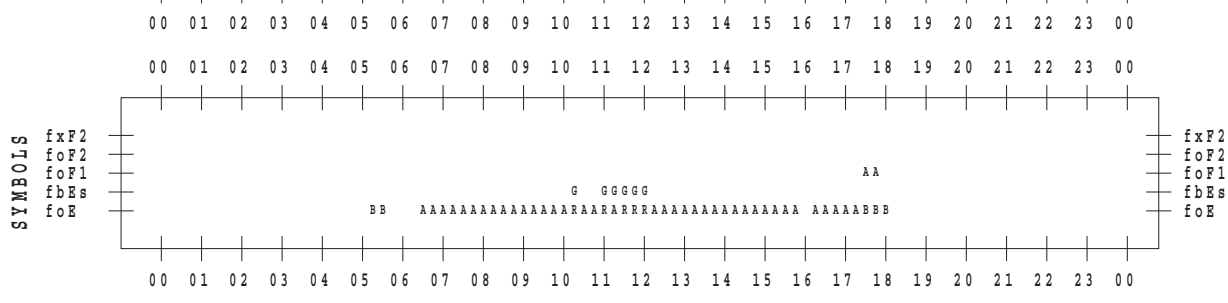 00 01 02 03 04 05 06 07 08 09 10 11 12 13 14 15 16 17 18 19 20 21 22 23 00
00 01 02 03 04 05 06 07 08 09 10 11 12 13 14 15 16 17 18 19 20 21 22 23 00
SYMBOLS
fxF2 fxF2
foF2 foF2
foF1 AA foF1
fbEs G GGGGG fbEs
foE BB AAAAAAAAAAAAAAARAARARRRAAAAAAAAAAAAAAA AAAAABBB foE
00 01 02 03 04 05 06 07 08 09 10 11 12 13 14 15 16 17 18 19 20 21 22 23 00